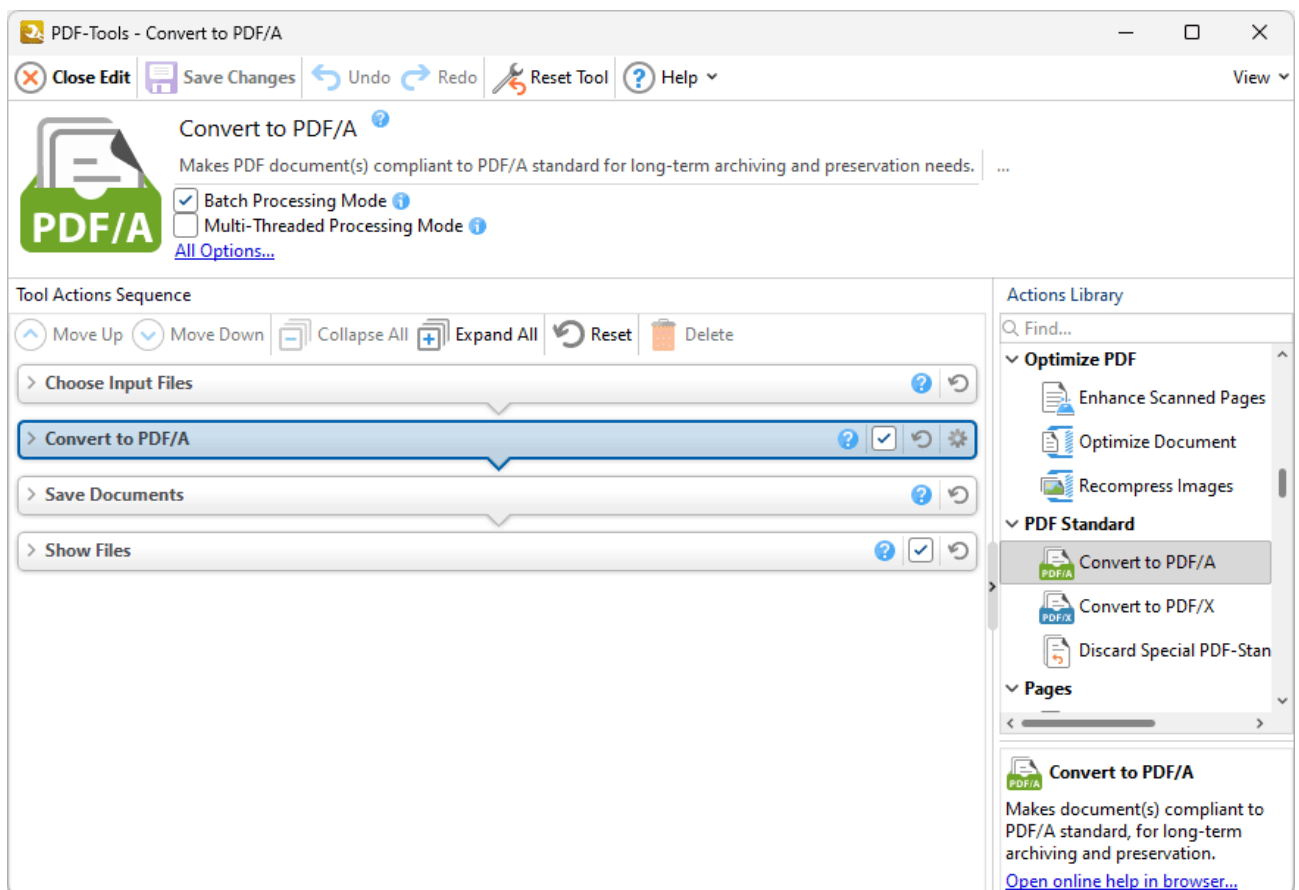 PDF-Tools - Convert to PDF/A
Close Edit Save Changes Undo Redo Reset Tool ? Help View
Convert to PDF/A ?
Makes PDF document(s) compliant to PDF/A standard for long-term archiving and preservation needs. ...
PDF/A
Batch Processing Mode i
Multi-Threaded Processing Mode i
All Options...
Tool Actions Sequence
Move Up Move Down Collapse All Expand All Reset Delete
Choose Input Files ?
Convert to PDF/A ?
Save Documents ?
Show Files ?
Actions Library
Find...
Optimize PDF
Enhance Scanned Pages
Optimize Document
Recompress Images
PDF Standard
PDF/A Convert to PDF/A
PDF/X Convert to PDF/X
Discard Special PDF-Stan
Pages
PDF/A Convert to PDF/A
Makes document(s) compliant to
PDF/A standard, for long-term
archiving and preservation.
Open online help in browser...